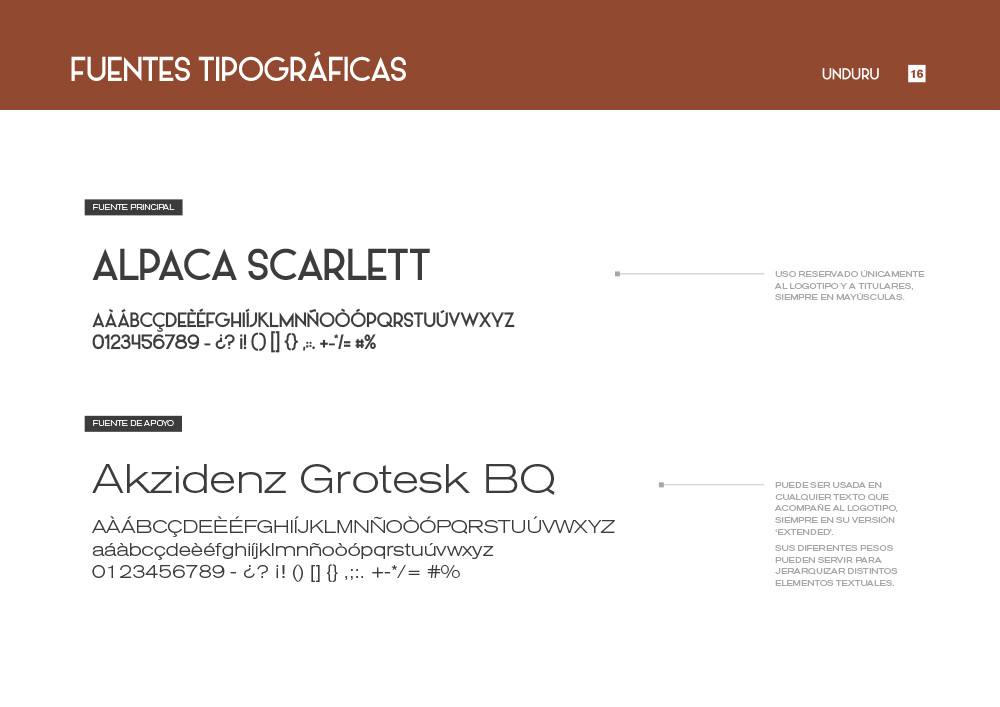 FUENTES TIPOGRÁFICAS
UNDURU 16
FUENTE PRINCIPAL
ALPACA SCARLETT
AÀÁBCÇDEÈÉFGHIÍJKLMNÑOÒÓPQRSTUÚVWXYZ
0123456789 - ¿? ¡! () [] {} ,;:. +-*/= #%
USO RESERVADO ÚNICAMENTE
AL LOGOTIPO Y A TITULARES,
SIEMPRE EN MAYÚSCULAS.
FUENTE DE APOYO
Akzidenz Grotesk BQ
AÀÁBCÇDEÈÉFGHIÍJKLMNÑOÒÓPQRSTUÚVWXYZ
aáàbcçdeèéfghiíjklmnñoòópqrstuúvwxyz
0123456789 - ¿? ¡! () [] {} ,;:. +-*/= #%
PUEDE SER USADA EN
CUALQUIER TEXTO QUE
ACOMPAÑE AL LOGOTIPO,
SIEMPRE EN SU VERSIÓN
'EXTENDED'.
SUS DIFERENTES PESOS
PUEDEN SERVIR PARA
JERARQUIZAR DISTINTOS
ELEMENTOS TEXTUALES.